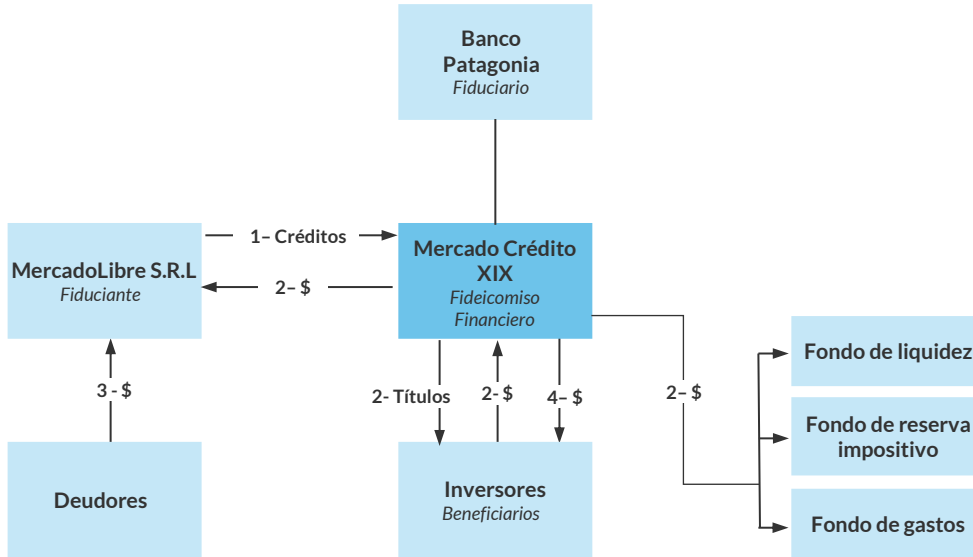 Banco
Patagonia
Fiduciario
1– Créditos
MercadoLibre S.R.L
Fiduciante
2– $
Mercado Crédito
XIX
Fideicomiso
Financiero
3 - $
2- Títulos
2- $
4– $
2– $
Fondo de liquidez
Fondo de reserva
impositivo
Fondo de gastos
Deudores
Inversores
Beneficiarios